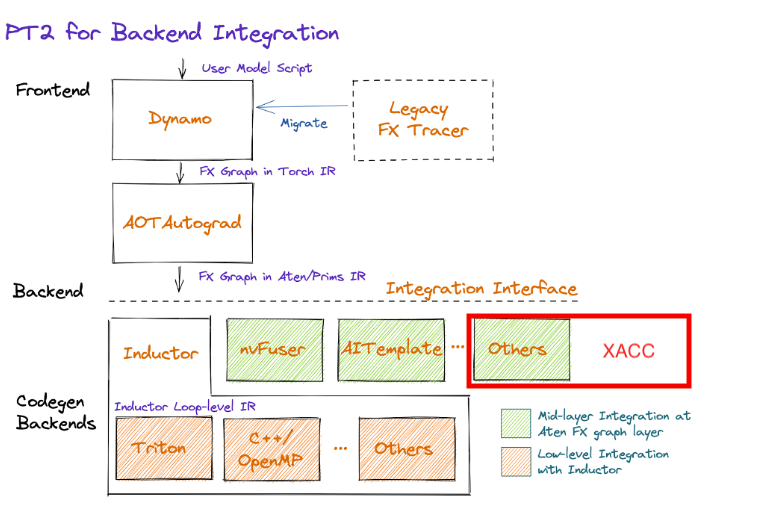 PT2 for Backend Integration
User Model Script
Frontend
Dynamo
Migrate
Legacy
FX Tracer
FX Graph in Torch IR
AOTAutograd
FX Graph in Aten/Prims IR
Backend
Integration Interface
Inductor
nvFuser
AITemplate
...
Others
XACC
Codegen
Backends
Inductor Loop-level IR
Triton
C++/
OpenMP
...
Others
Mid-layer Integration at
Aten FX graph layer
Low-level Integration
with Inductor